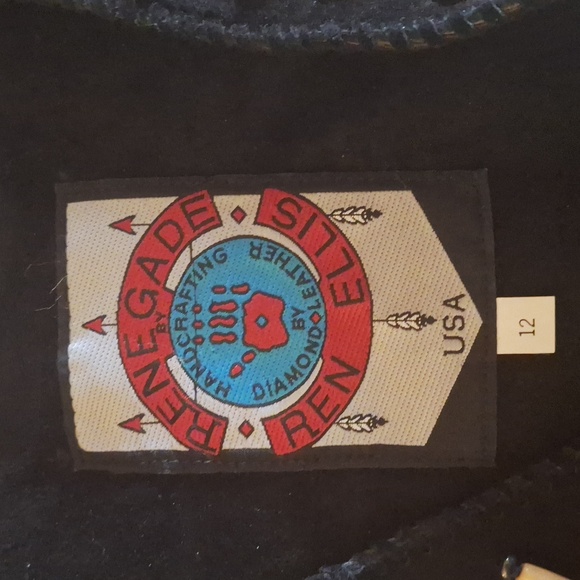 RENEGADE
BY
REN ELLIS
HANDCRAFTING
BY
DIAMOND LEATHER
USA
12